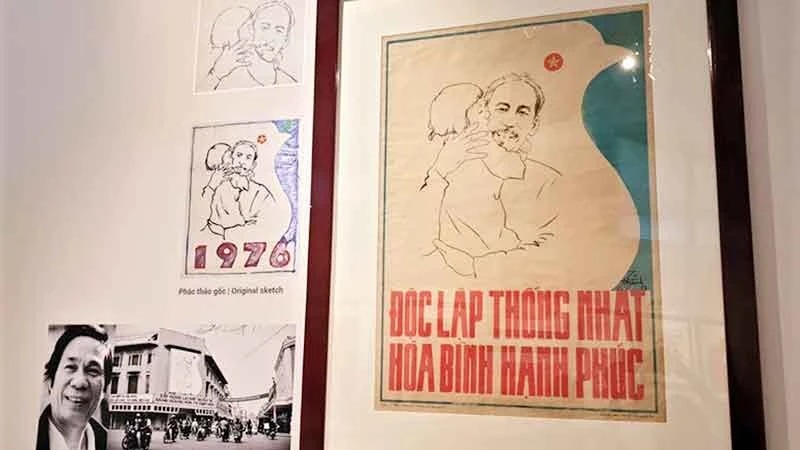 1976
Phác thảo gốc | Original sketch
ĐỘC LẬP THỐNG NHẤT
HÒA BÌNH HẠNH PHÚC